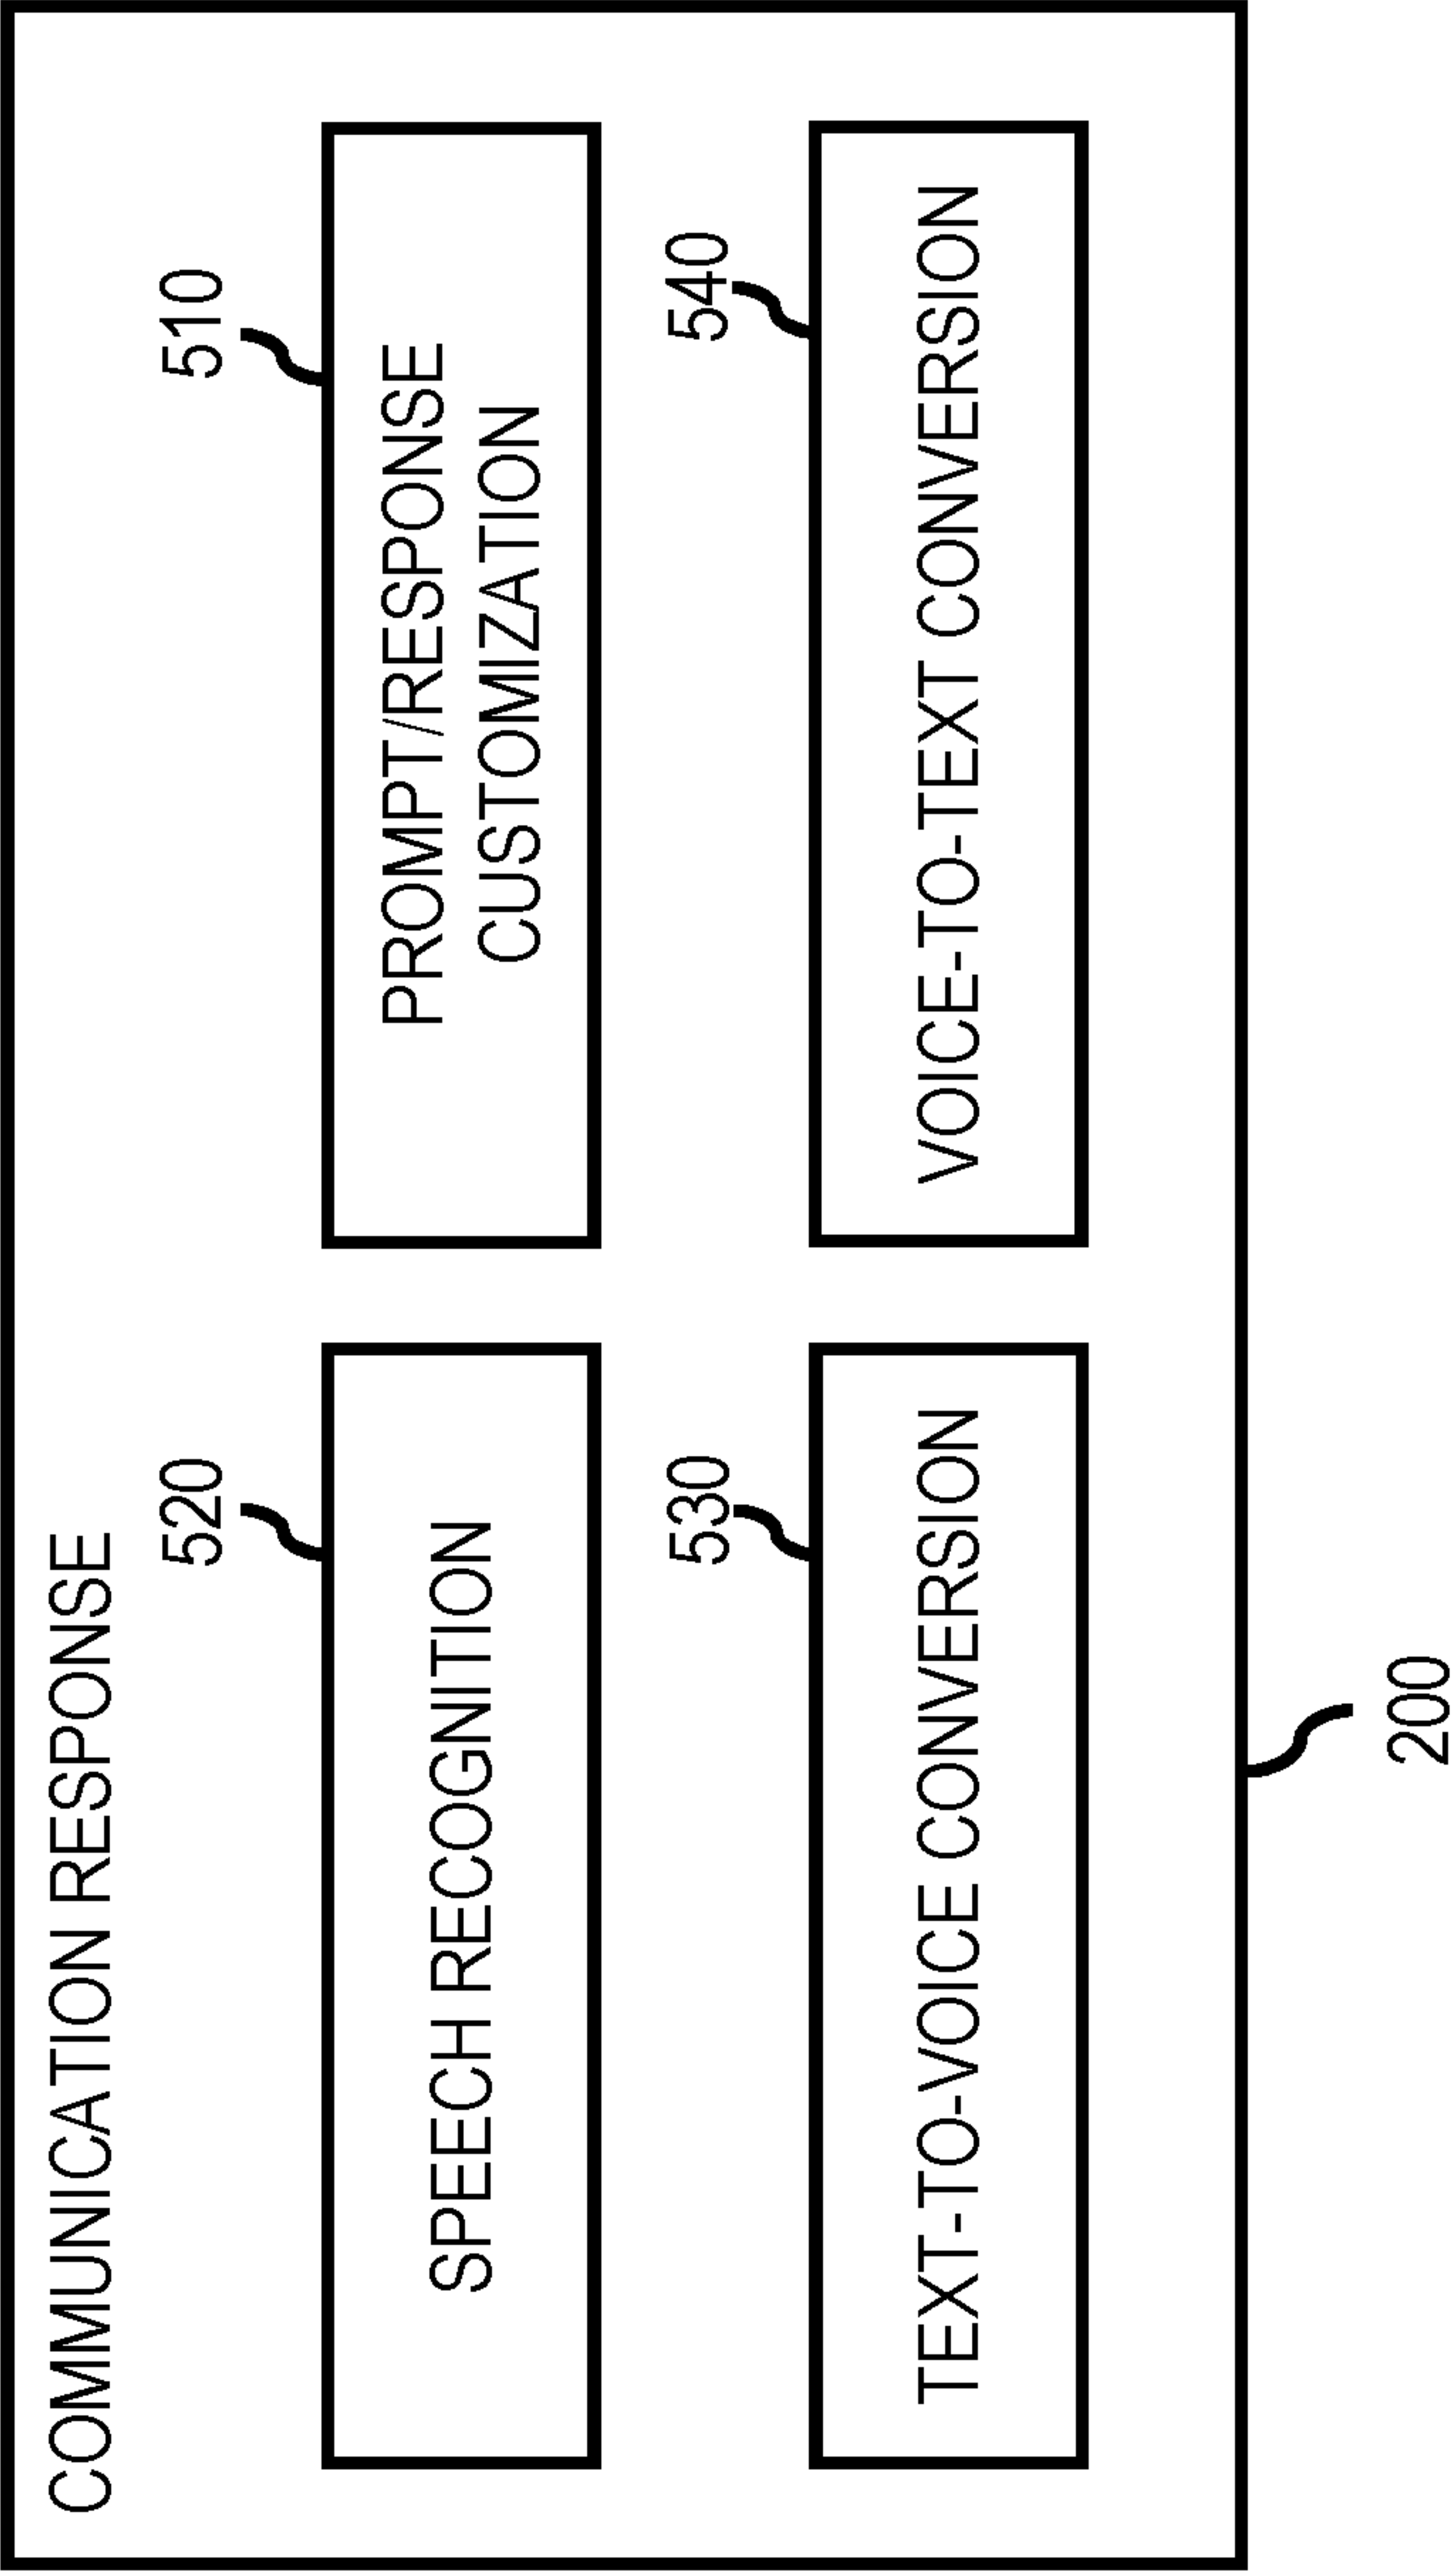 COMMUNICATION RESPONSE
520
510
SPEECH RECOGNITION
PROMPT/RESPONSE
CUSTOMIZATION
530
540
TEXT-TO-VOICE CONVERSION
VOICE-TO-TEXT CONVERSION
200